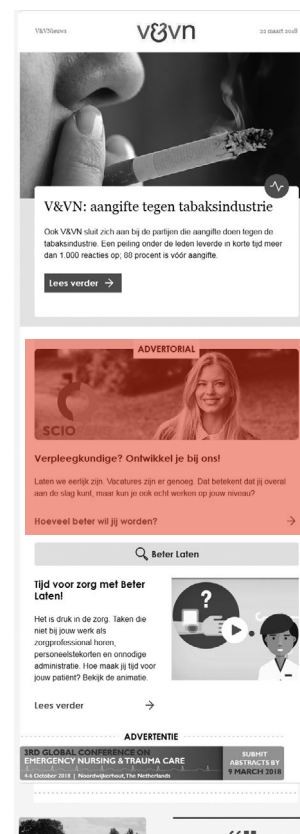 V&VNieuws
v&vn
22 maart 2018
V&VN: aangifte tegen tabaksindustrie
Ook V&VN sluit zich aan bij de partijen die aangifte doen tegen de
tabaksindustrie. Een peiling onder de leden leverde in korte tijd meer
dan 1.000 reacties op; 88 procent is vóór aangifte.
Lees verder →
ADVERTORIAL
SCIO
Verpleegkundige? Ontwikkel je bij ons!
Laten we eerlijk zijn. Vacatures zijn er genoeg. Dat betekent dat jij overal
aan de slag kunt, maar kun je ook echt werken op jouw niveau?
Hoeveel beter wil jij worden? →
Beter Laten
Tijd voor zorg met Beter
Laten!
Het is druk in de zorg. Taken die
niet bij jouw werk als
zorgprofessional horen,
personeelstekorten en onnodige
administratie. Hoe maak jij tijd voor
jouw patiënt? Bekijk de animatie.
?
Lees verder →
ADVERTENTIE
3RD GLOBAL CONFERENCE ON
EMERGENCY NURSING & TRAUMA CARE
4-6 October 2018 | Noordwijkerhout, The Netherlands
SUBMIT
ABSTRACTS BY
9 MARCH 2018